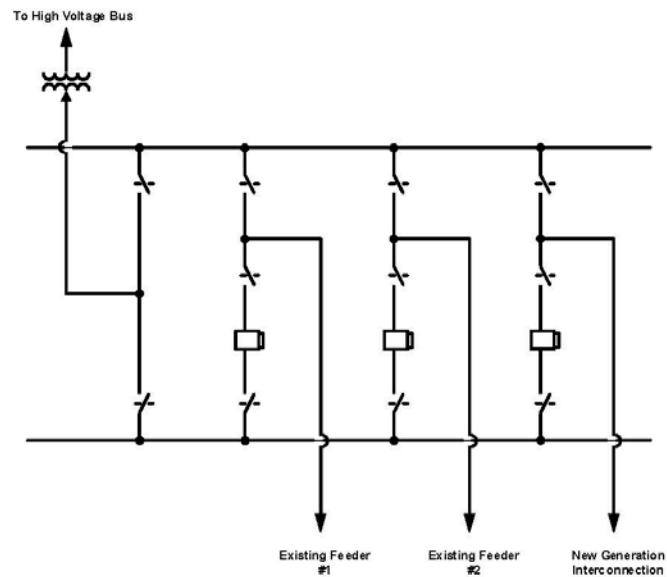 To High Voltage Bus
Existing Feeder
#1
Existing Feeder
#2
New Generation
Interconnection